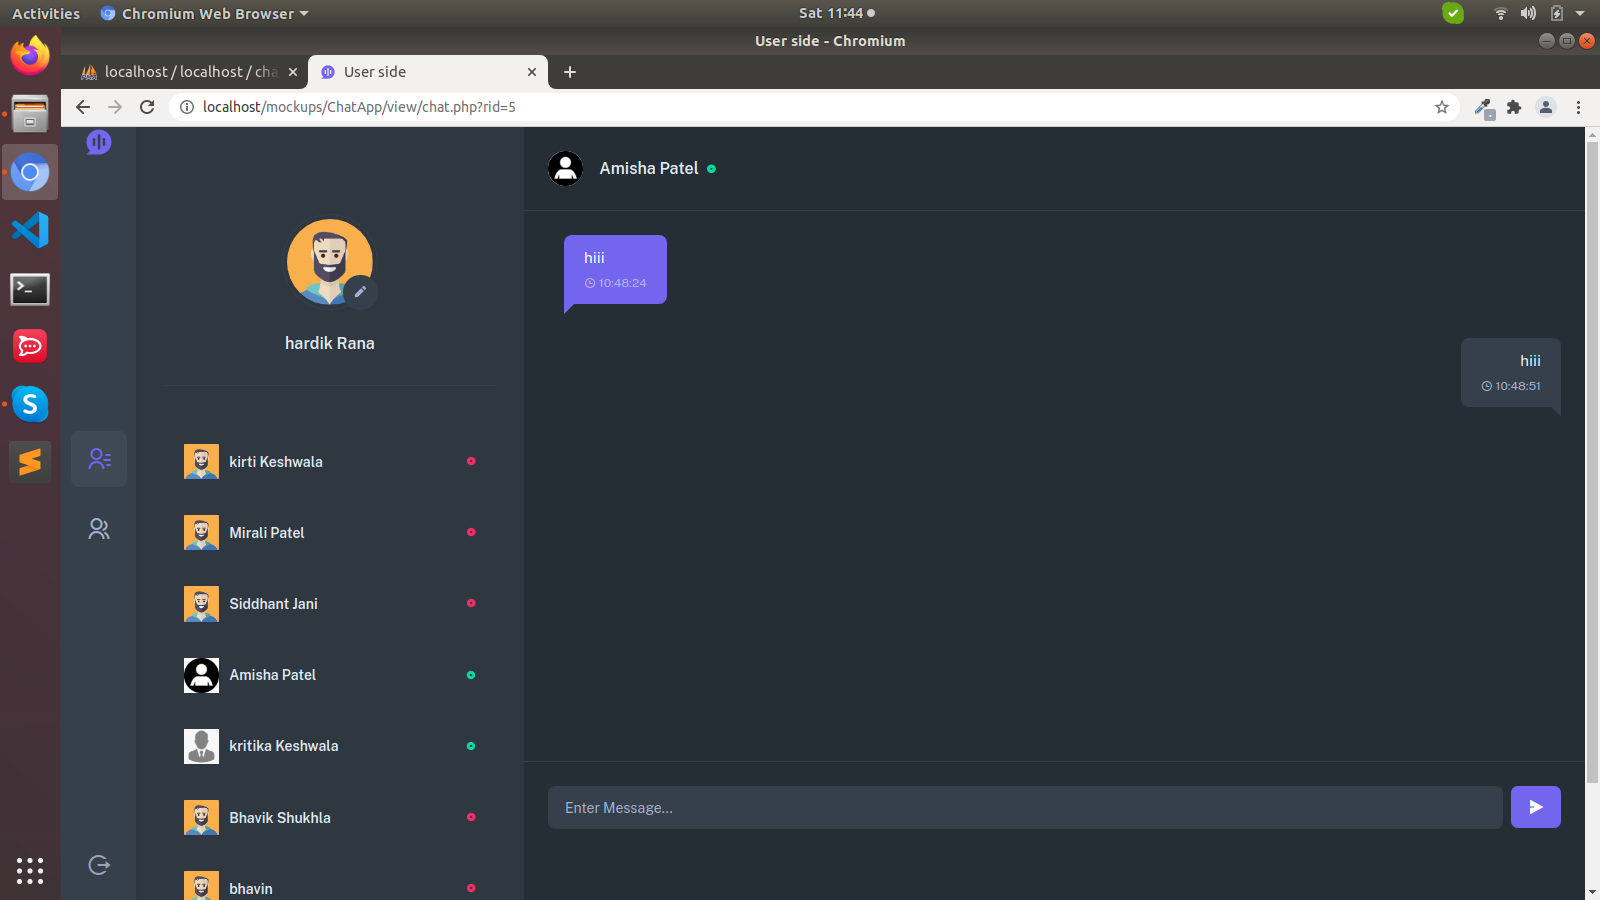 Activities
Chromium Web Browser
Sat 11:44
User side - Chromium
localhost / localhost / cha
User side
localhost/mockups/ChatApp/view/chat.php?rid=5
hardik Rana
kirti Keshwala
Mirali Patel
Siddhant Jani
Amisha Patel
kritika Keshwala
Bhavik Shukhla
bhavin
Amisha Patel
hiii
10:48:24
hiii
10:48:51
Enter Message...